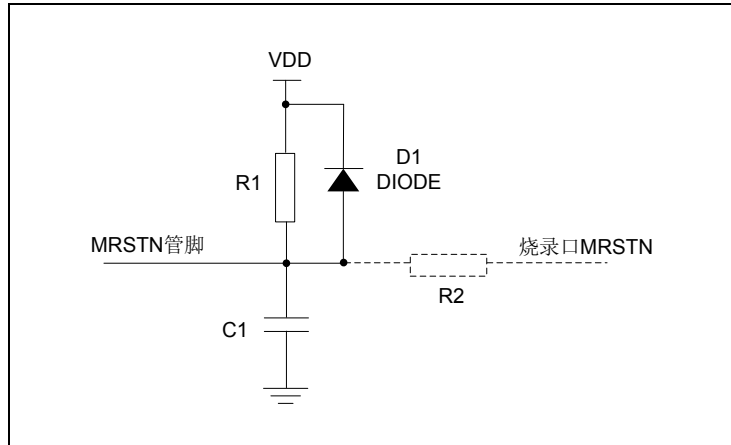 VDD
D1
DIODE
R1
MRSTN管脚
烧录口MRSTN
R2
C1